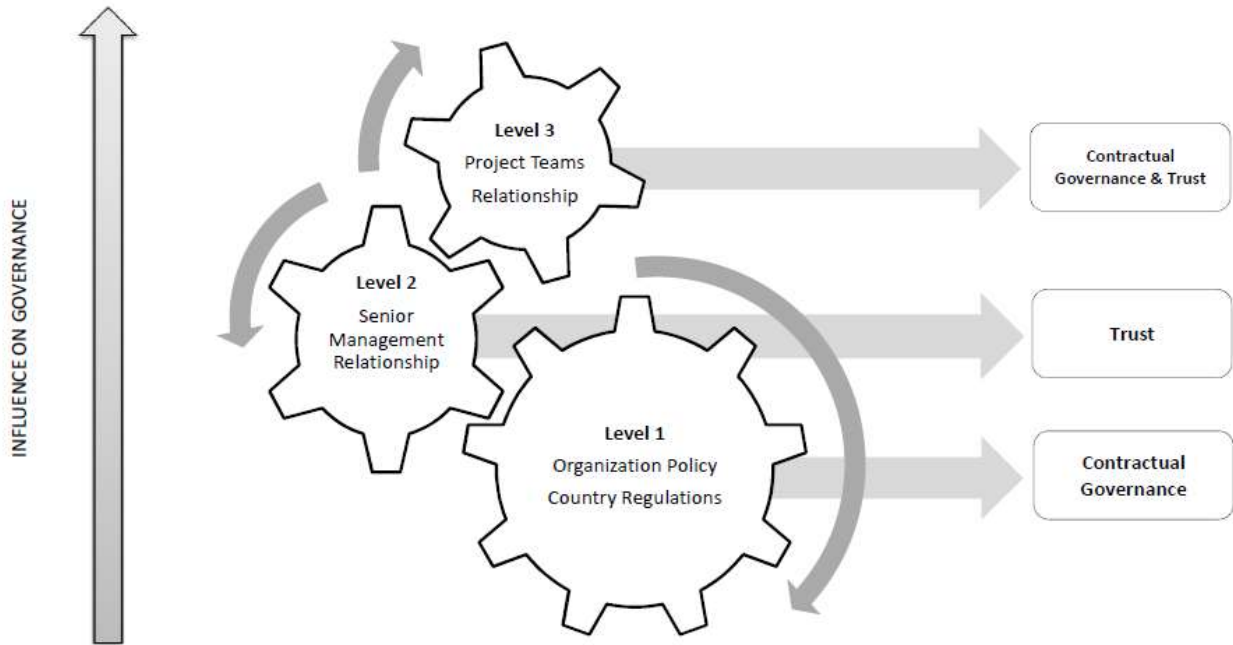 INFLUENCE ON GOVERNANCE
Level 3
Project Teams
Relationship
Contractual
Governance & Trust
Level 2
Senior
Management
Relationship
Trust
Level 1
Organization Policy
Country Regulations
Contractual
Governance